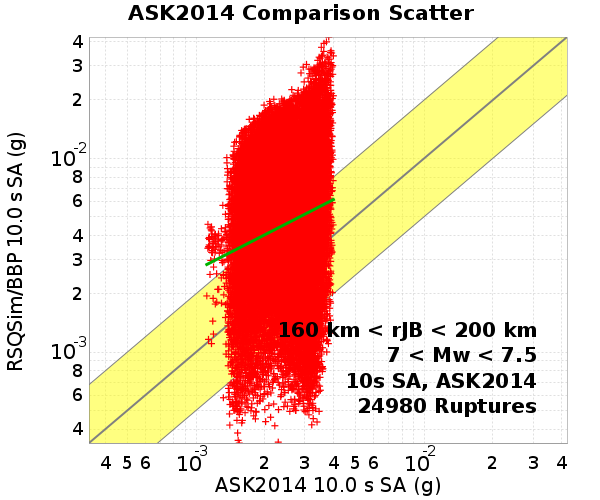 ASK2014 Comparison Scatter
RSQSim/BBP 10.0 s SA (g)
4
3
2
10-2
8
6
4
3
2
10-3
8
6
4
160 km < rJB < 200 km
7 < Mw < 7.5
10s SA, ASK2014
24980 Ruptures
4 5 6 10-3 2 3 4 5 6 10-2 2 3 4
ASK2014 10.0 s SA (g)